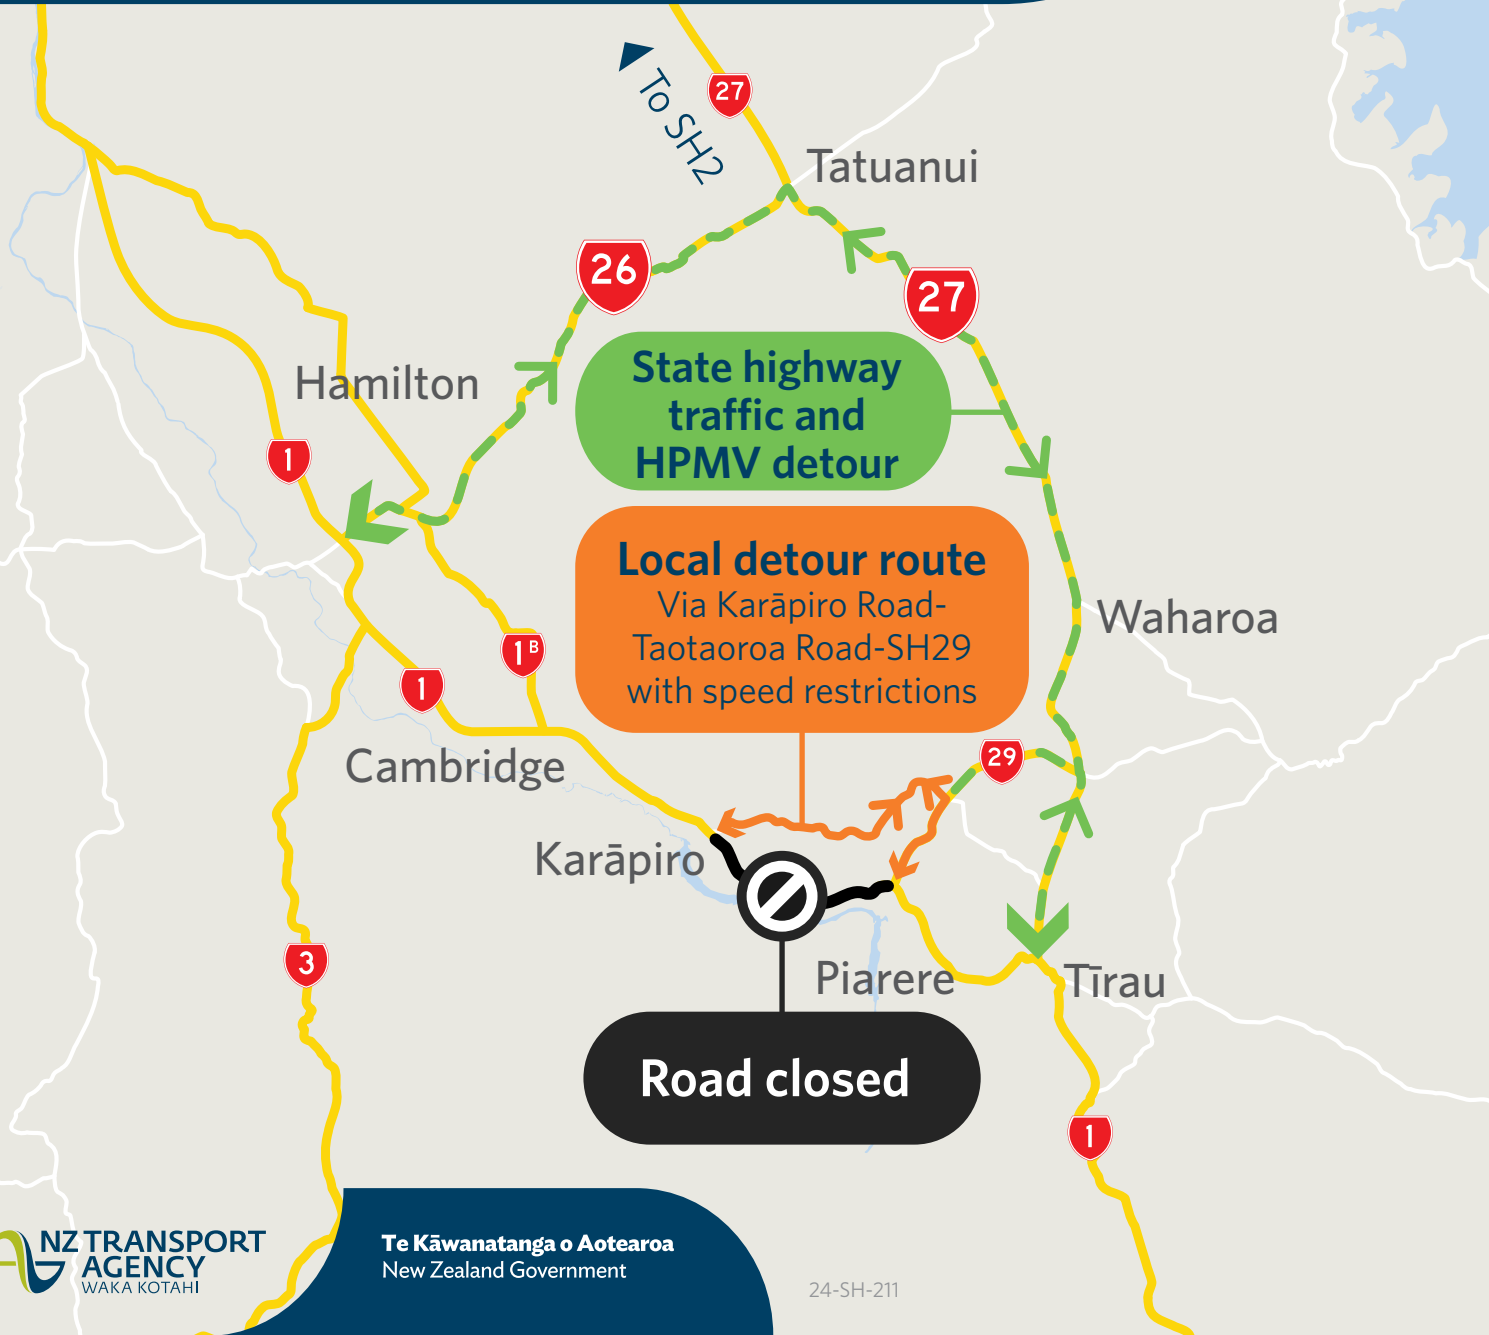 To SH2
27
Tatuanui
26
27
State highway
traffic and
HPMV detour
Hamilton
1
Local detour route
Via Karāpiro Road-
Taotaoroa Road-SH29
with speed restrictions
Waharoa
1B
1
Cambridge
29
Karāpiro
3
Piarere
Tīrau
Road closed
1
NZ TRANSPORT
AGENCY
WAKA KOTAHI
Te Kāwanatanga o Aotearoa
New Zealand Government
24-SH-211